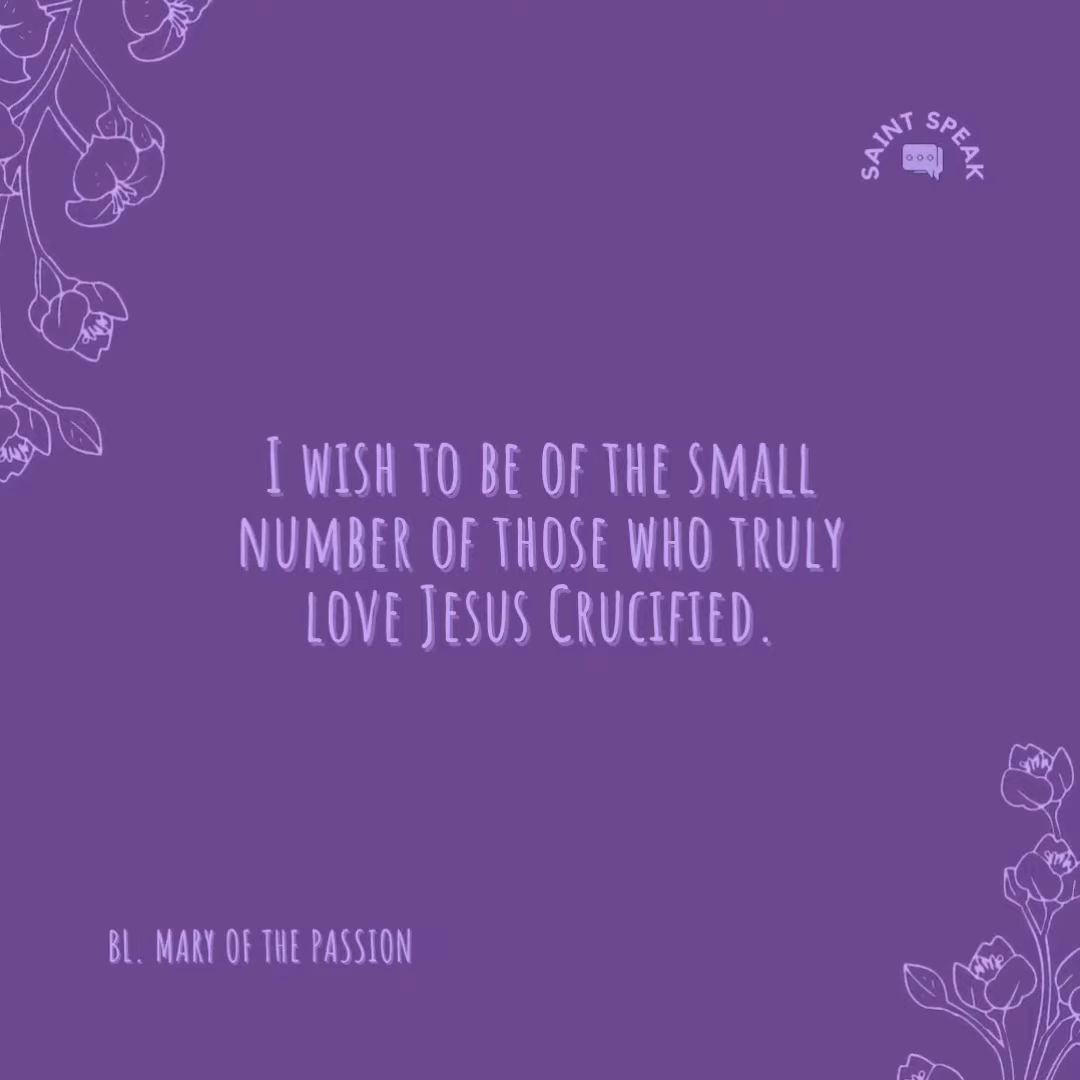 SAINT SPEAK
I WISH TO BE OF THE SMALL
NUMBER OF THOSE WHO TRULY
LOVE JESUS CRUCIFIED.
BL. MARY OF THE PASSION